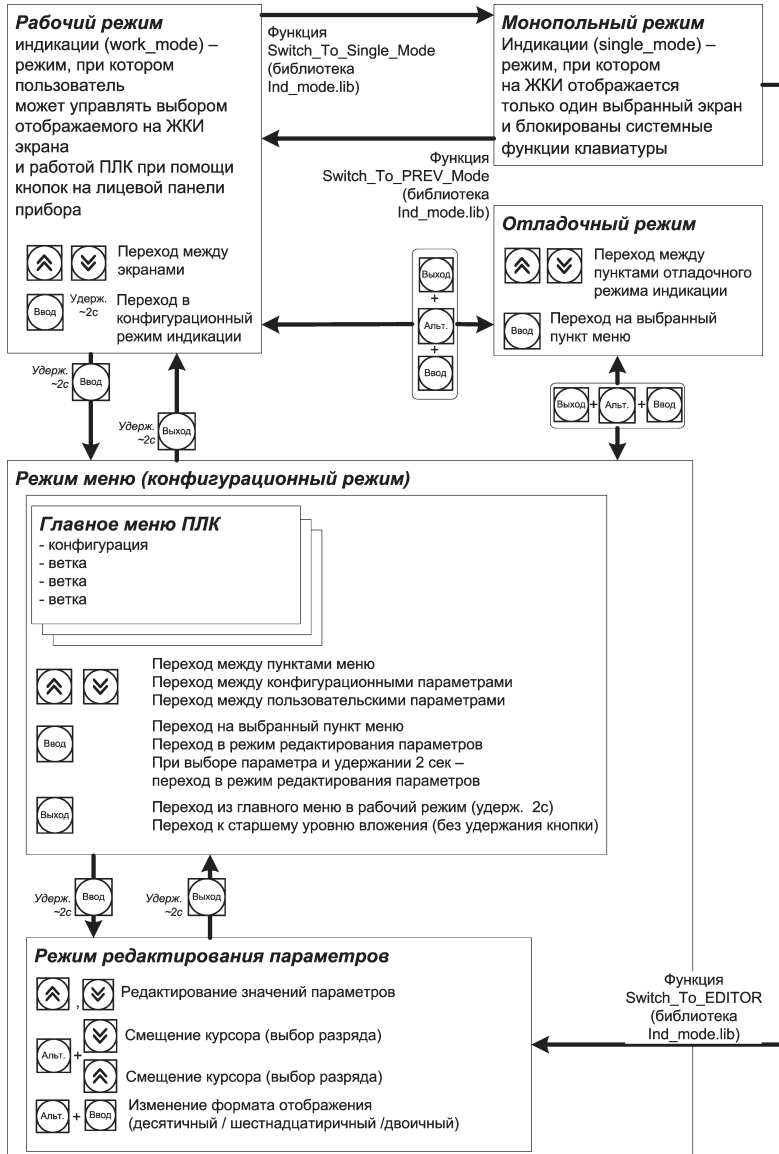 Рабочий режим
индикации (work_mode) –
режим, при котором
пользователь
может управлять выбором
отображаемого на ЖКИ
экрана
и работой ПЛК при помощи
кнопок на лицевой панели
прибора
Переход между
экранами
Ввод
Удерж.
~2с
Переход в
конфигурационный
режим индикации
Функция
Switch_To_Single_Mode
(библиотека
Ind_mode.lib)
Монопольный режим
Индикации (single_mode) –
режим, при котором
на ЖКИ отображается
только один выбранный экран
и блокированы системные
функции клавиатуры
Функция
Switch_To_PREV_Mode
(библиотека
Ind_mode.lib)
Отладочный режим
Переход между
пунктами отладочного
режима индикации
Ввод
Переход на выбранный
пункт меню
Выход
+
Альт.
+
Ввод
Удерж.
~2с
Ввод
Удерж.
~2с
Выход
Выход + Альт. + Ввод
Режим меню (конфигурационный режим)
Главное меню ПЛК
- конфигурация
- ветка
- ветка
- ветка
Переход между пунктами меню
Переход между конфигурационными параметрами
Переход между пользовательскими параметрами
Ввод
Переход на выбранный пункт меню
Переход в режим редактирования параметров
При выборе параметра и удержании 2 сек –
переход в режим редактирования параметров
Выход
Переход из главного меню в рабочий режим (удерж. 2с)
Переход к старшему уровню вложения (без удержания кнопки)
Удерж.
~2с
Ввод
Удерж.
~2с
Выход
Режим редактирования параметров
, Редактирование значений параметров
Альт. +
Смещение курсора (выбор разряда)
Смещение курсора (выбор разряда)
Альт. + Ввод
Изменение формата отображения
(десятичный / шестнадцатиричный /двоичный)
Функция
Switch_To_EDITOR
(библиотека
Ind_mode.lib)